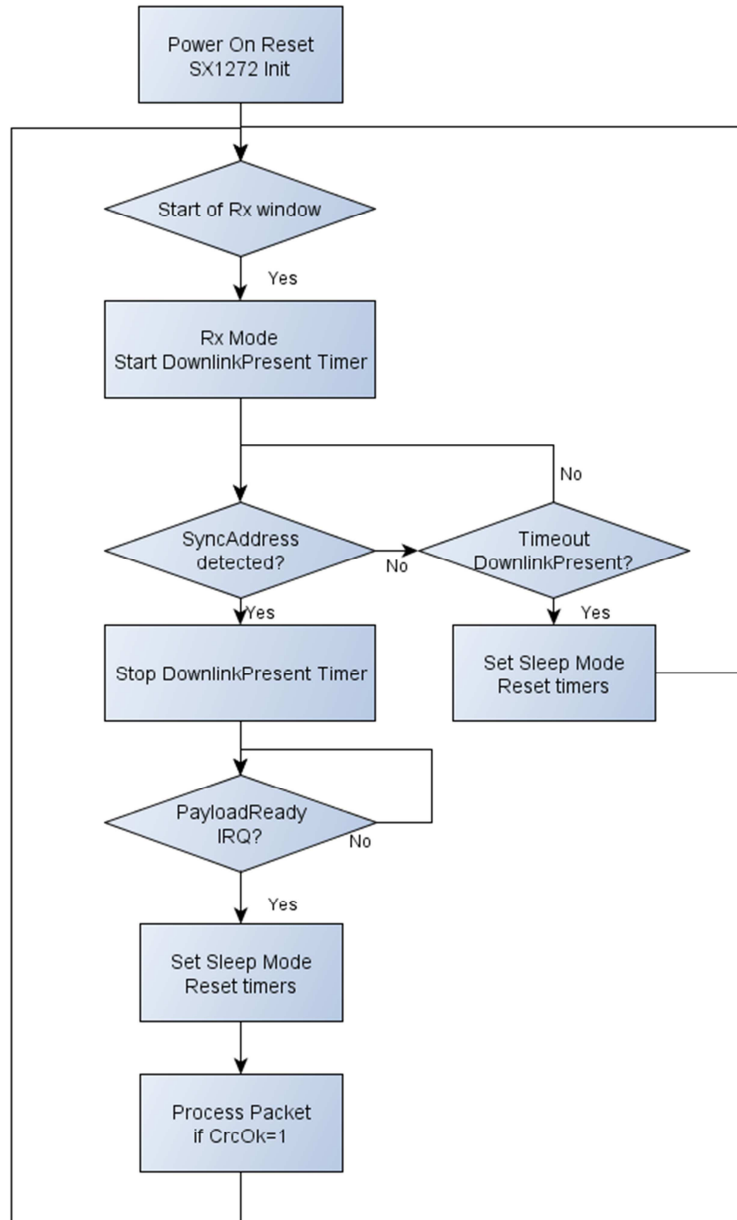 Power On Reset
SX1272 Init
Start of Rx window
Yes
Rx Mode
Start DownlinkPresent Timer
No
SyncAddress
detected?
No
Timeout
DownlinkPresent?
Yes
Yes
Stop DownlinkPresent Timer
Set Sleep Mode
Reset timers
PayloadReady
IRQ?
No
Yes
Set Sleep Mode
Reset timers
Process Packet
if CrcOk=1